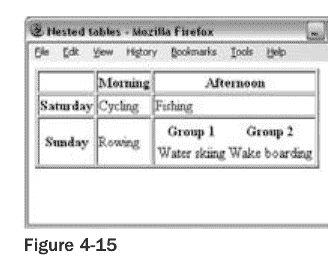 Nested tables - Mozilla Firefox
File Edit View History Bookmarks Tools Help
Morning Afternoon
Saturday Cycling Fishing
Sunday Rowing Group 1 Group 2
Water skiing Wake boarding
Figure 4-15